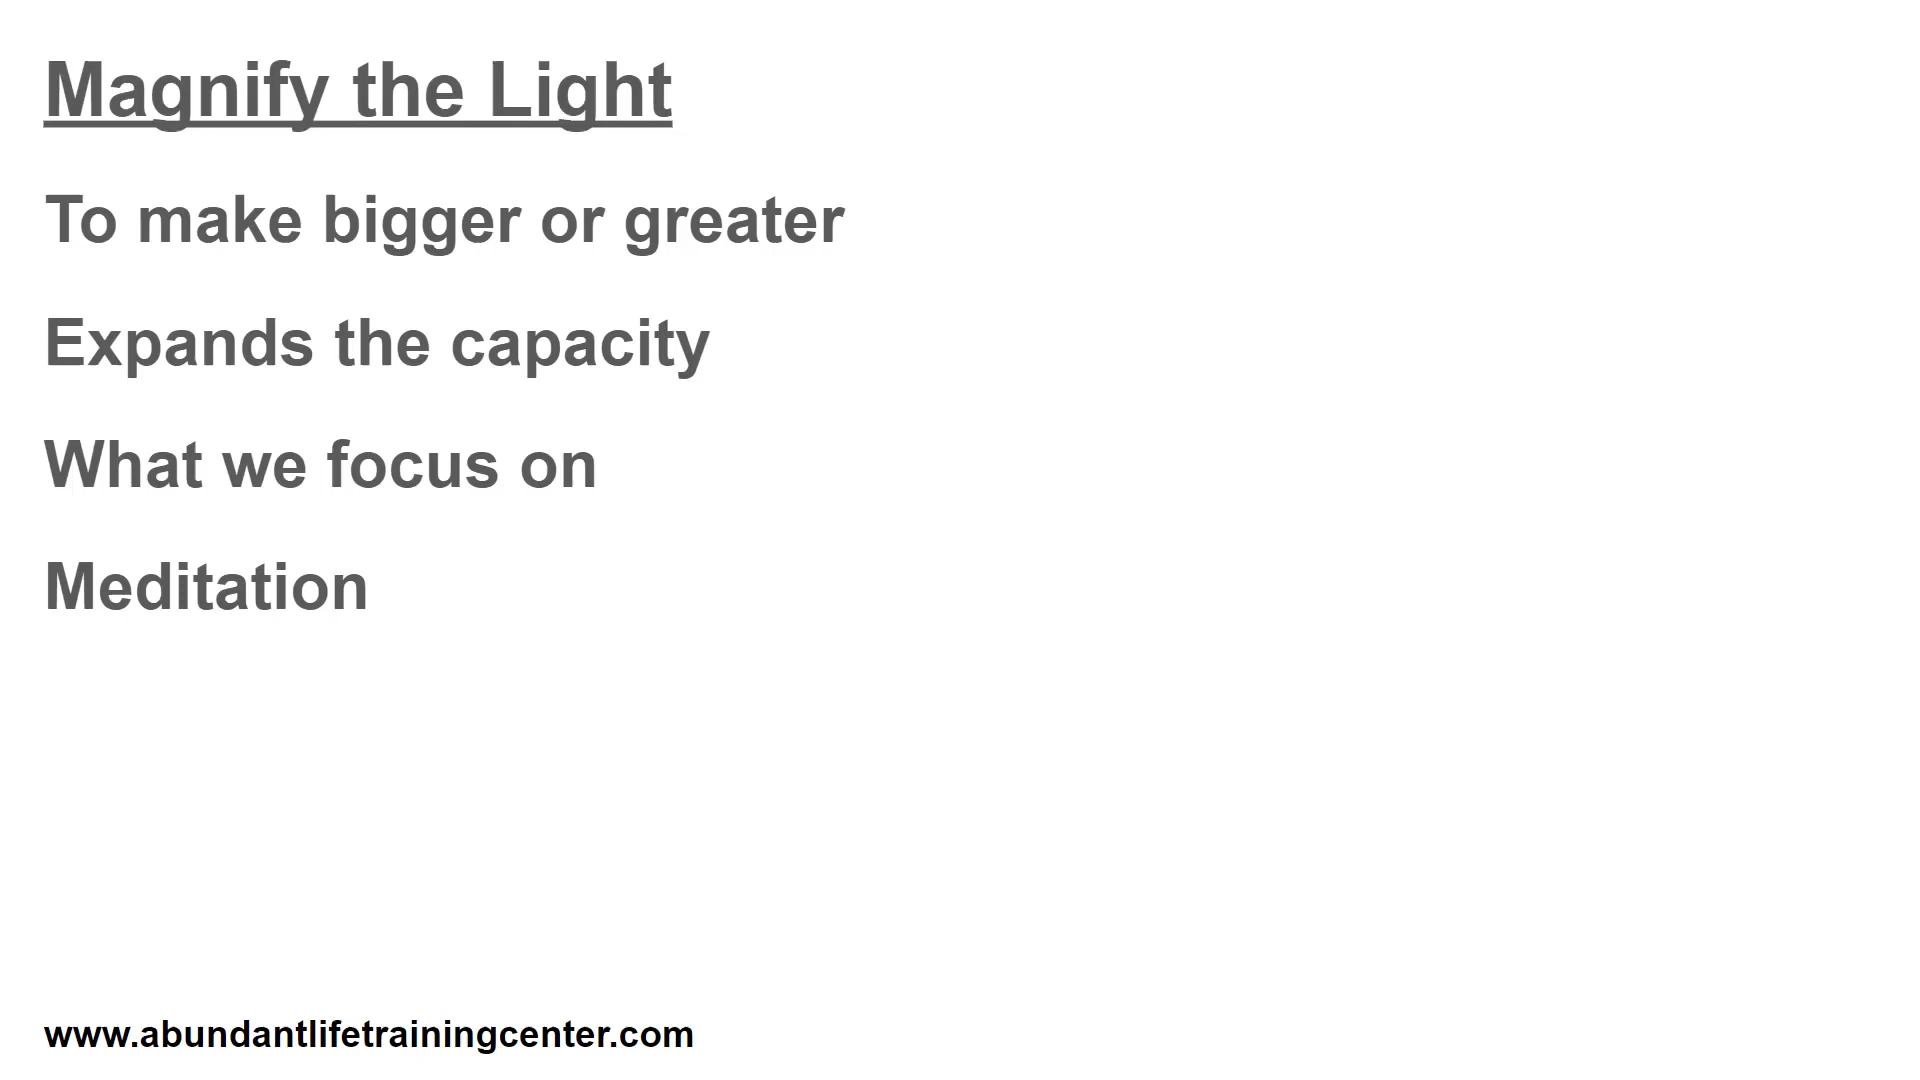 Magnify the Light
To make bigger or greater
Expands the capacity
What we focus on
Meditation
www.abundantlifetrainingcenter.com